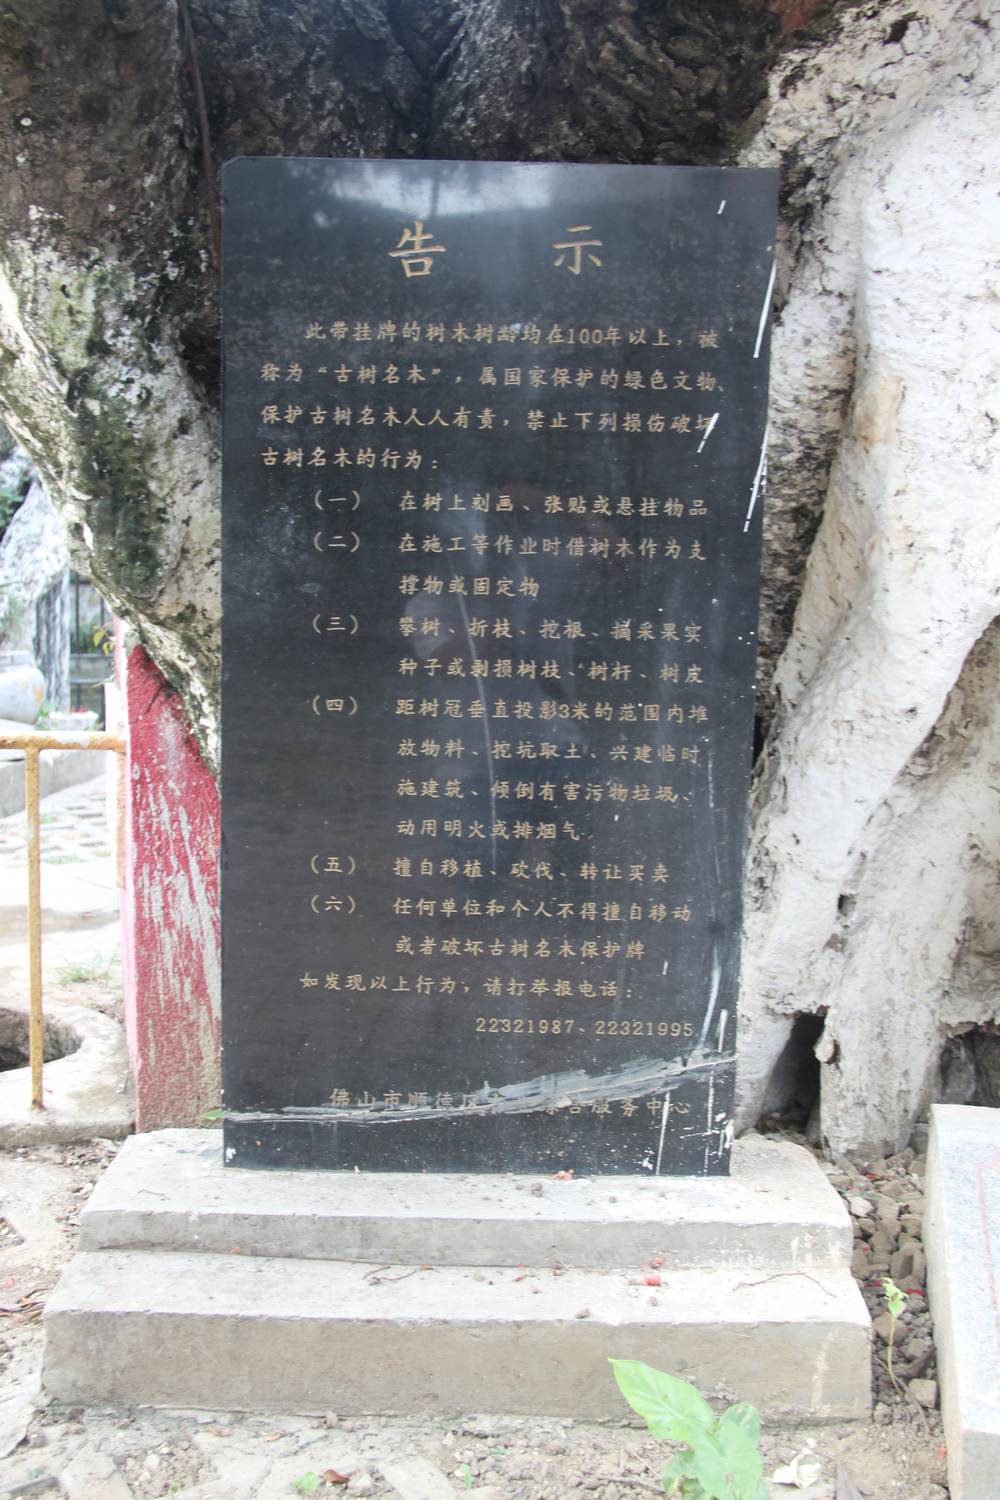 告 示
此带挂牌的树木树龄均在100年以上，被
称为“古树名木”，属国家保护的绿色文物、
保护古树名木人人有责，禁止下列损伤破坏
古树名木的行为：
（一） 在树上刻画、张贴或悬挂物品
（二） 在施工等作业时借树木作为支
撑物或固定物
（三） 攀树、折枝、挖根、摘采果实
种子或剥损树枝、树杆、树皮
（四） 距树冠垂直投影3米的范围内堆
放物料、挖坑取土、兴建临时
施建筑、倾倒有害污物垃圾、
动用明火或排烟气
（五） 擅自移植、砍伐、转让买卖
（六） 任何单位和个人不得擅自移动
或者破坏古树名木保护牌
如发现以上行为，请打举报电话：
22321987、22321995
佛山市顺德区 服务中心